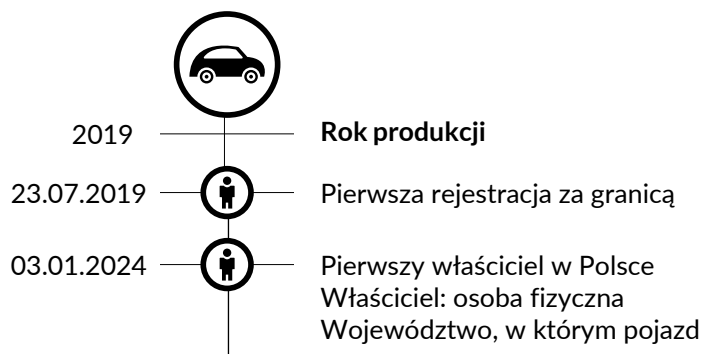 2019 Rok produkcji
23.07.2019 Pierwsza rejestracja za granicą
03.01.2024 Pierwszy właściciel w Polsce
Właściciel: osoba fizyczna
Województwo, w którym pojazd